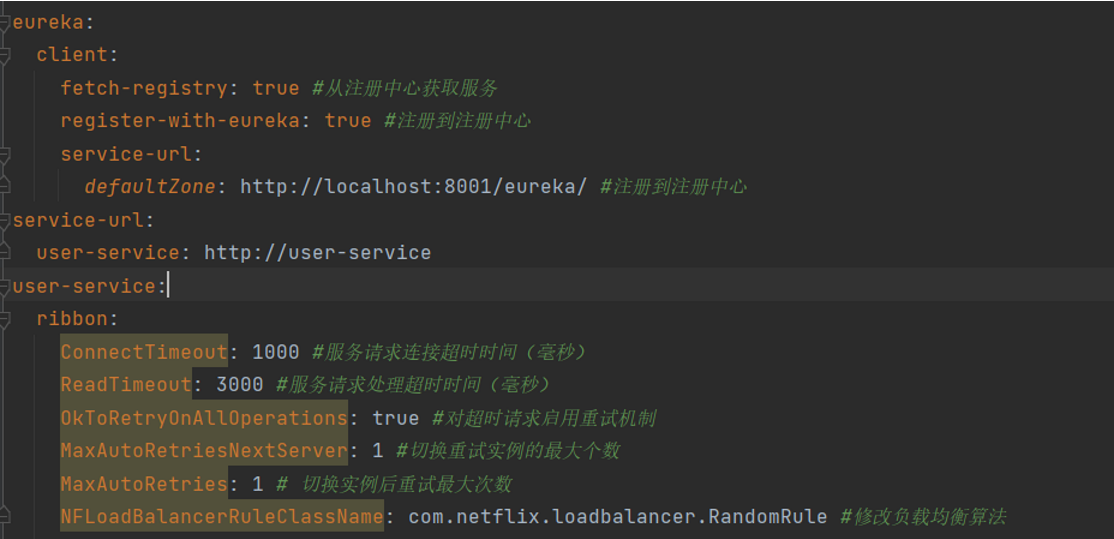 eureka:
client:
fetch-registry: true #从注册中心获取服务
register-with-eureka: true #注册到注册中心
service-url:
defaultZone: http://localhost:8001/eureka/ #注册到注册中心
service-url:
user-service: http://user-service
user-service:
ribbon:
ConnectTimeout: 1000 #服务请求连接超时时间（毫秒）
ReadTimeout: 3000 #服务请求处理超时时间（毫秒）
OkToRetryOnAllOperations: true #对超时请求启用重试机制
MaxAutoRetriesNextServer: 1 #切换重试实例的最大个数
MaxAutoRetries: 1 # 切换实例后重试最大次数
NFLoadBalancerRuleClassName: com.netflix.loadbalancer.RandomRule #修改负载均衡算法